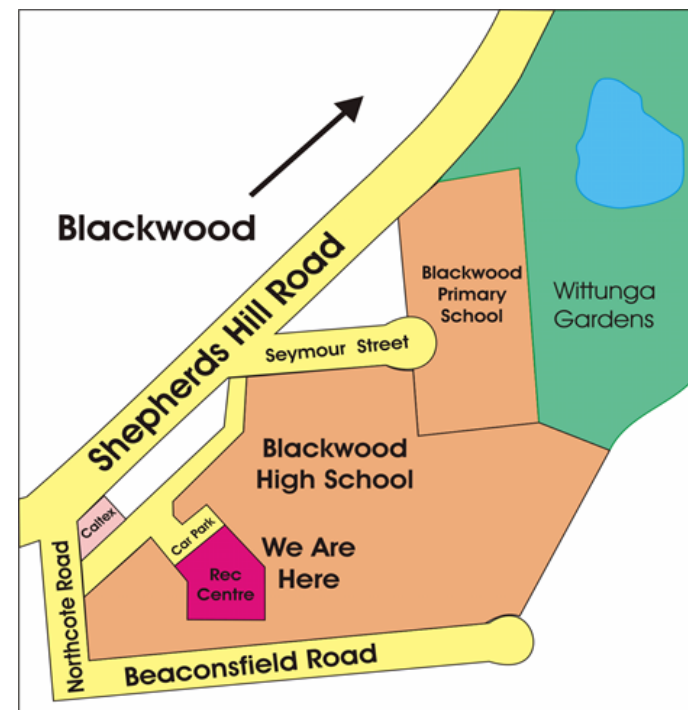 Blackwood
Shepherds Hill Road
Blackwood
Primary
School
Wittunga
Gardens
Seymour Street
Blackwood
High School
Caltex
Car Park
We Are
Here
Rec
Centre
Northcote Road
Beaconsfield Road